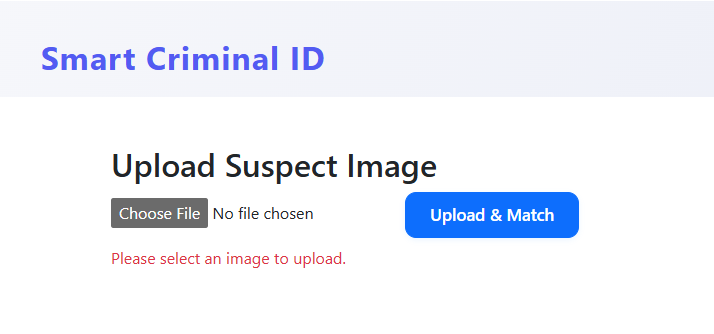 Smart Criminal ID
Upload Suspect Image
Choose File No file chosen
Upload & Match
Please select an image to upload.